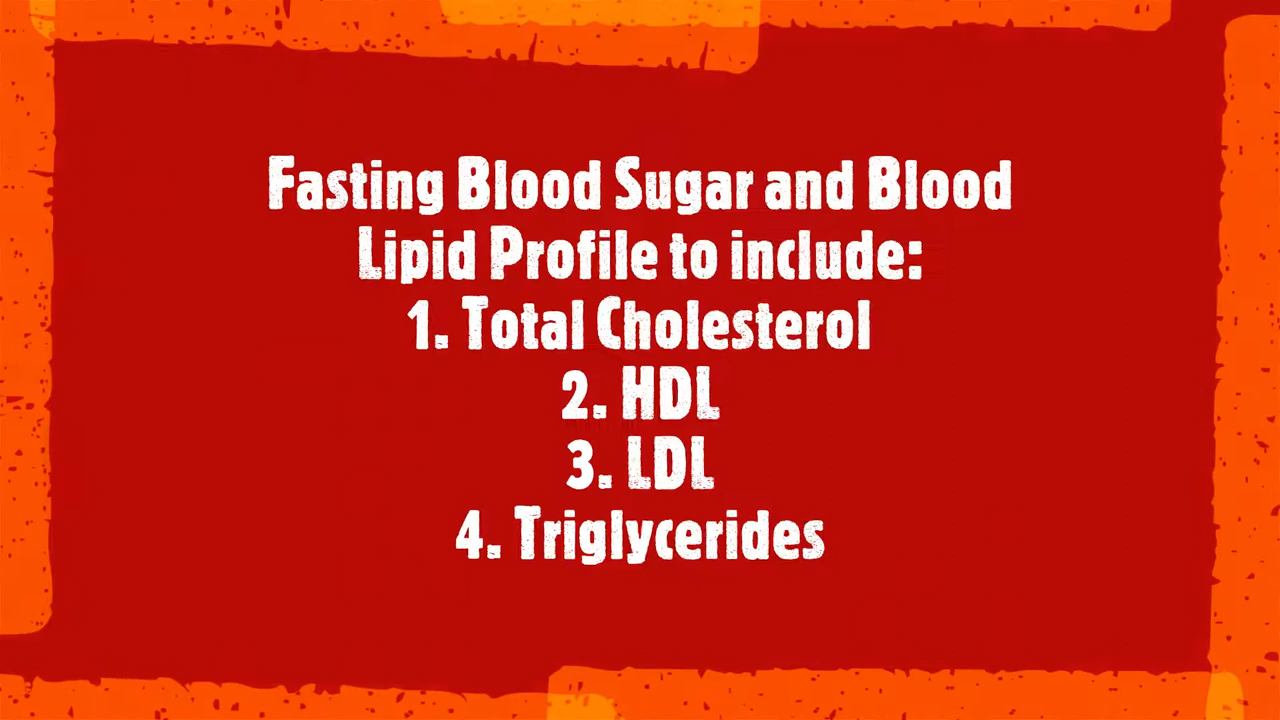 Fasting Blood Sugar and Blood
Lipid Profile to include:
1. Total Cholesterol
2. HDL
3. LDL
4. Triglycerides